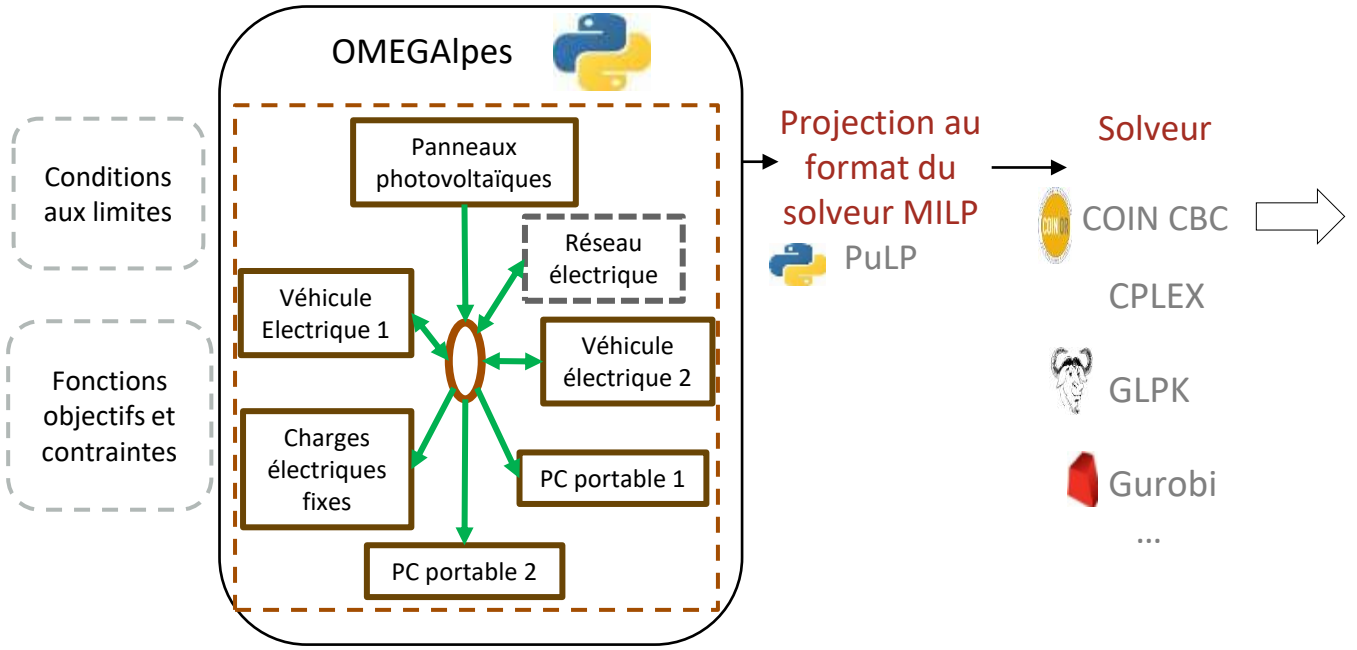 OMEGAlpes
Conditions
aux limites
Fonctions
objectifs et
contraintes
Panneaux
photovoltaïques
Réseau
électrique
Véhicule
Electrique 1
Véhicule
électrique 2
Charges
électriques
fixes
PC portable 1
PC portable 2
Projection au
format du
solveur MILP
PuLP
Solveur
COIN OR
COIN CBC
CPLEX
GLPK
Gurobi
...